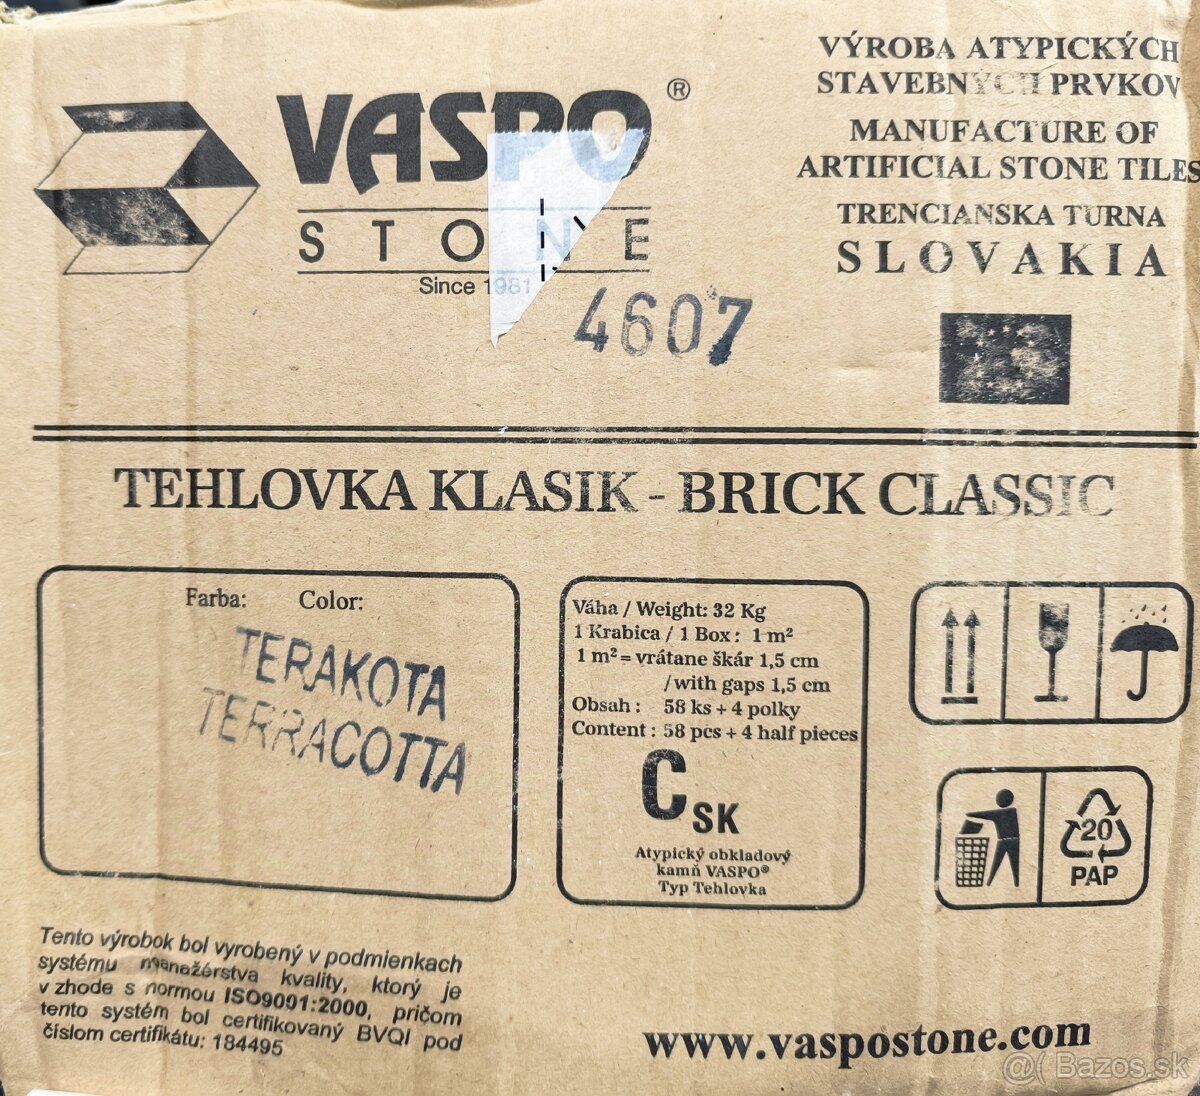 VASPO®
STONE
Since 1981
4607
VÝROBA ATYPICKÝCH
STAVEBNÝCH PRVKOV
MANUFACTURE OF
ARTIFICIAL STONE TILES
TRENCIANSKA TURNA
SLOVAKIA
TEHLOVKA KLASIK - BRICK CLASSIC
Farba: Color:
TERAKOTA
TERRACOTTA
Váha / Weight: 32 Kg
1 Krabica / 1 Box: 1 m²
1 m² = vrátane škár 1,5 cm
/with gaps 1,5 cm
Obsah: 58 ks + 4 polky
Content: 58 pcs + 4 half pieces
C SK
Atypický obkladový
kamň VASPO®
Typ Tehlovka
20
PAP
Tento výrobok bol vyrobený v podmienkach
systému manažérstva kvality, ktorý je
v zhode s normou ISO9001:2000, pričom
tento systém bol certifikovaný BVQI pod
číslom certifikátu: 184495
www.vaspostone.com
@( Bazos.sk